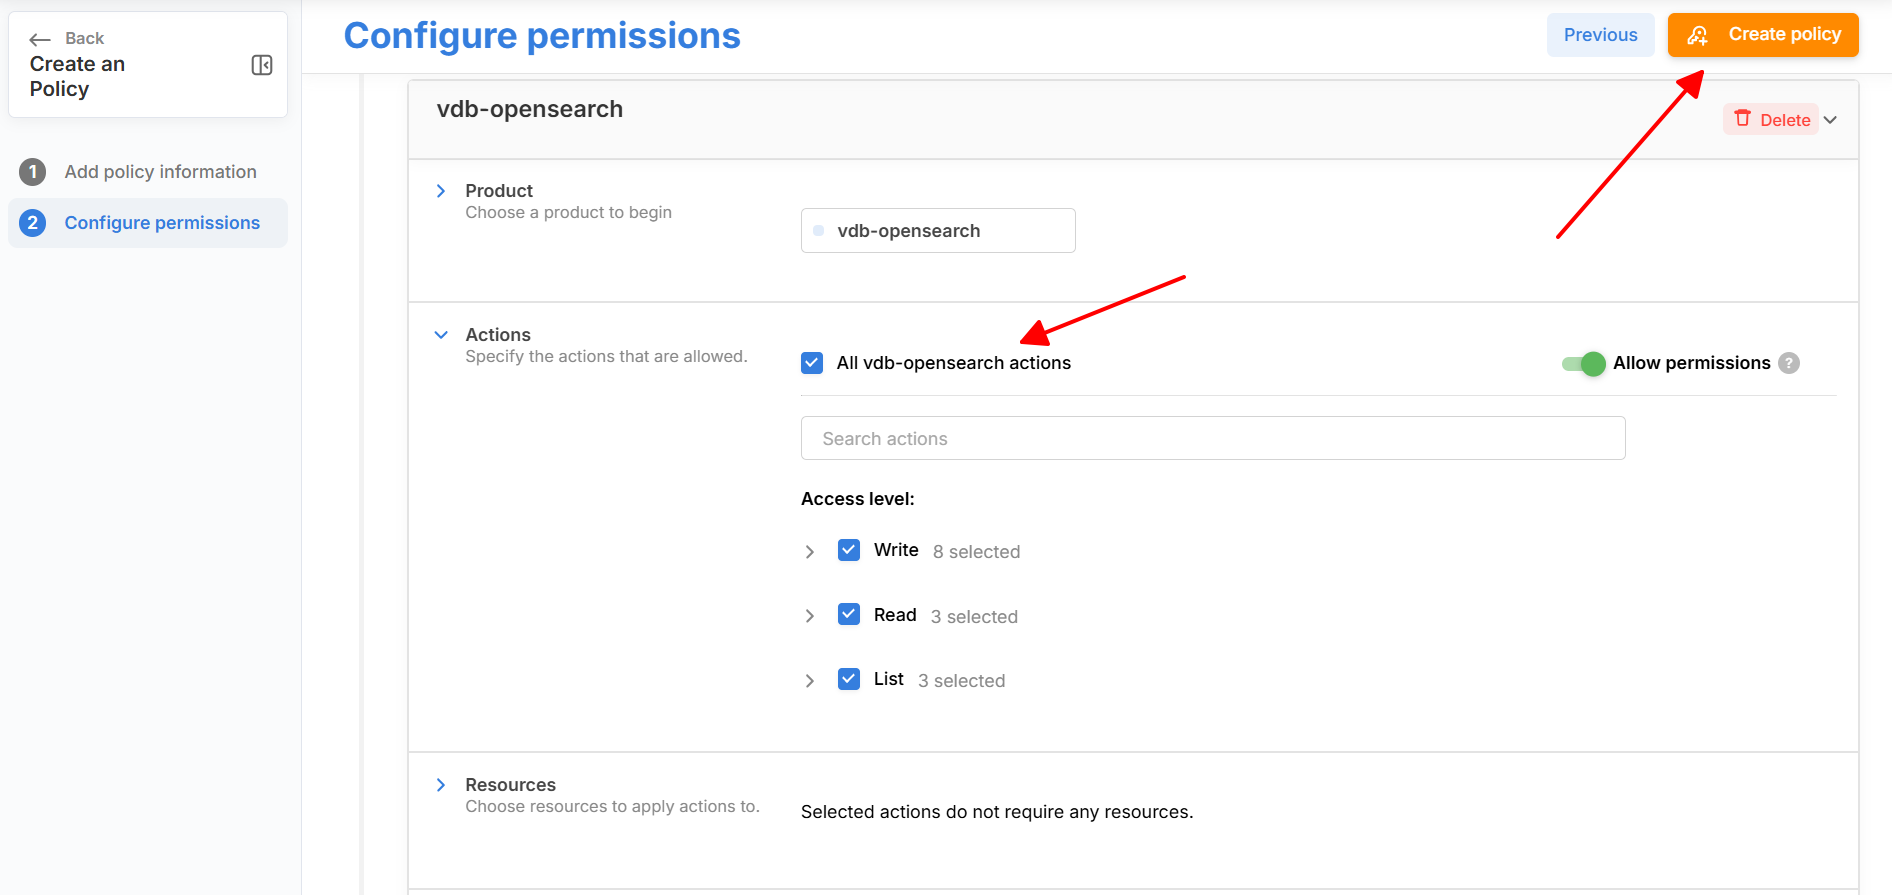 Back
Create an
Policy
1 Add policy information
2 Configure permissions
Configure permissions
Previous
Create policy
vdb-opensearch
Delete
Product
Choose a product to begin
vdb-opensearch
Actions
Specify the actions that are allowed.
All vdb-opensearch actions
Allow permissions ?
Search actions
Access level:
Write 8 selected
Read 3 selected
List 3 selected
Resources
Choose resources to apply actions to.
Selected actions do not require any resources.